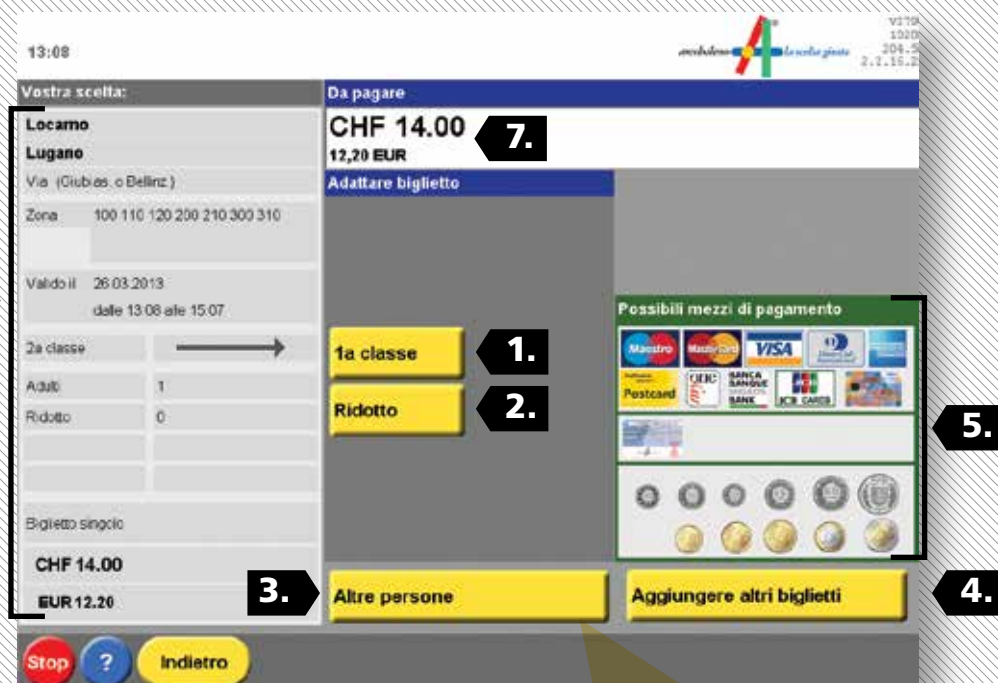 13:08
arcobaleno la scelta giusta
Vostra scelta:
Locarno
Lugano
Via (Giubias. o Bellinz.)
Zona 100 110 120 200 210 300 310
Valido il 26.03.2013
dalle 13:08 alle 15:07
2a classe
Adulti 1
Ridotto 0
Biglietto singolo
CHF 14.00
EUR 12.20
Da pagare
CHF 14.00
12,20 EUR
7.
Adattare biglietto
1a classe
1.
Ridotto
2.
Possibili mezzi di pagamento
Maestro MasterCard VISA
Postcard BANCA BANQUE BANK JCB CARDS
5.
3.
Altre persone
Aggiungere altri biglietti
4.
Stop ? Indietro